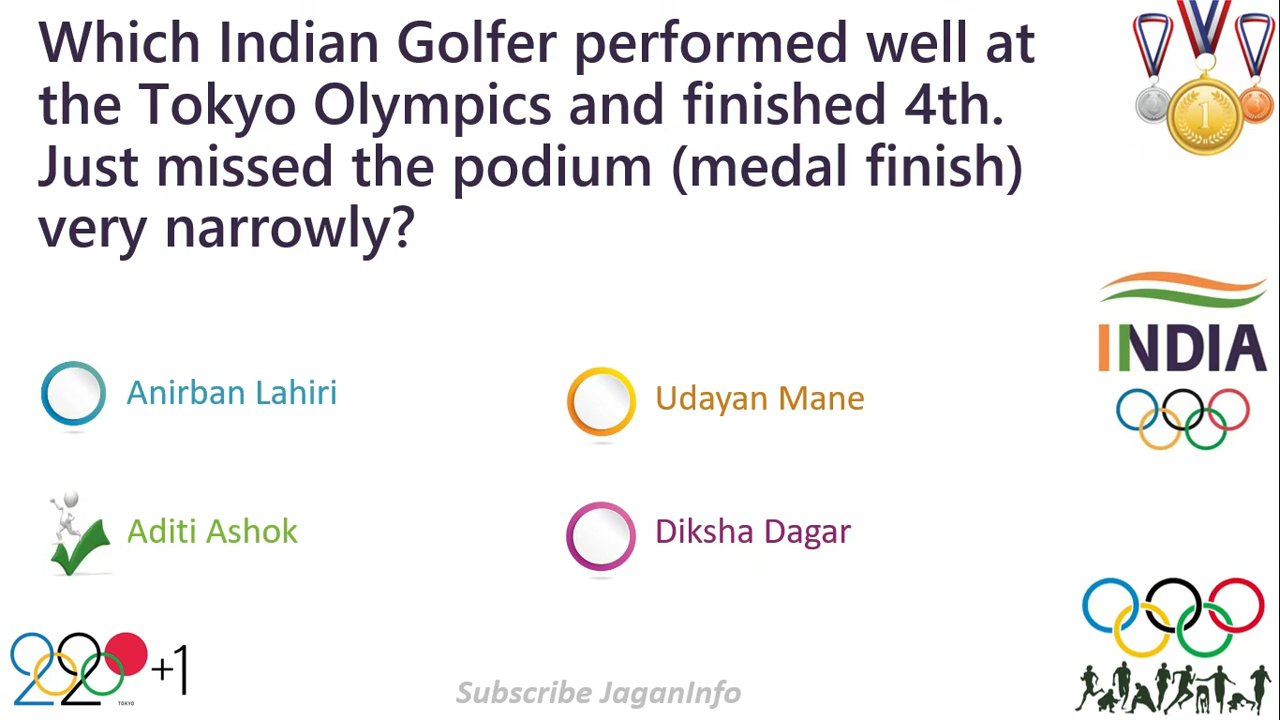 Which Indian Golfer performed well at
the Tokyo Olympics and finished 4th.
Just missed the podium (medal finish)
very narrowly?
1
INDIA
Anirban Lahiri
Udayan Mane
Aditi Ashok
Diksha Dagar
2020 +1
TOKYO
Subscribe JaganInfo